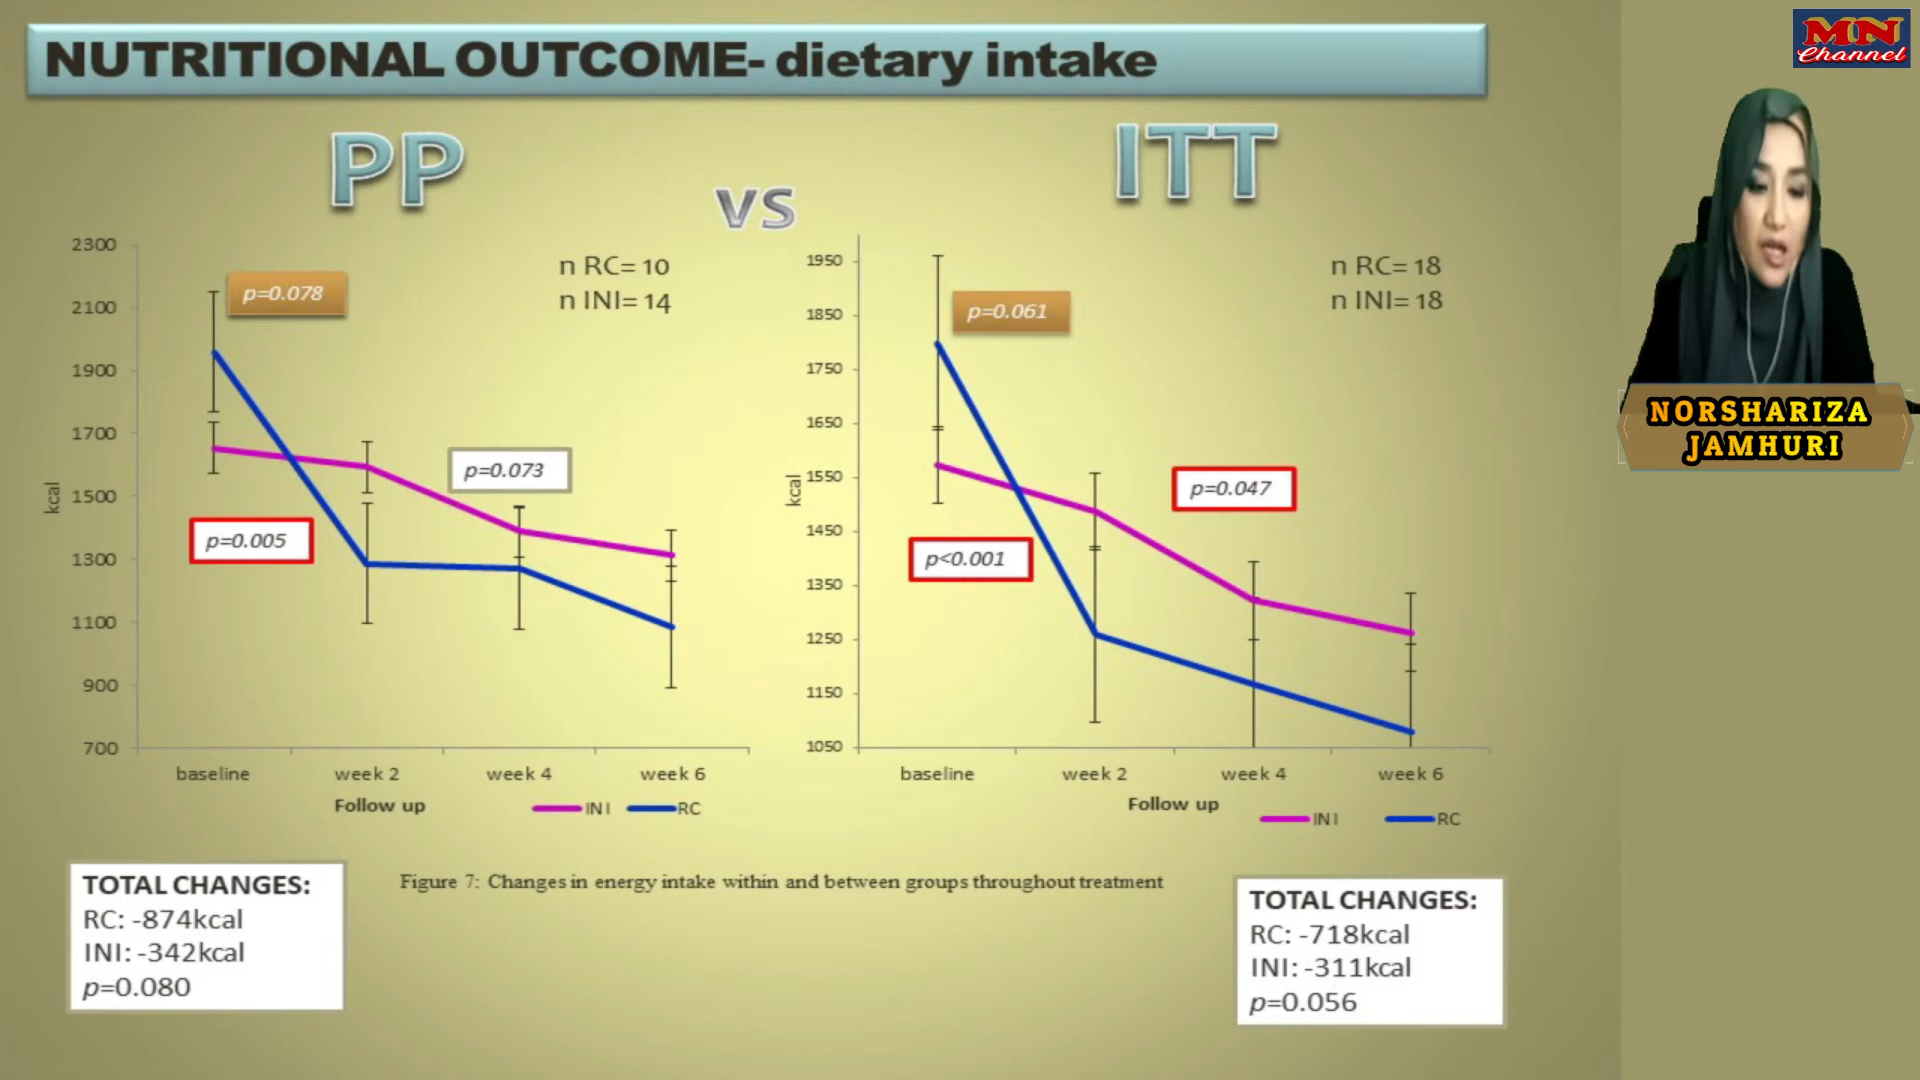 MN
Channel
NUTRITIONAL OUTCOME- dietary intake
PP
vs
ITT
2300
2100
1900
1700
1500
1300
1100
900
700
kcal
p=0.078
n RC= 10
n INI= 14
p=0.073
p=0.005
baseline
week 2
week 4
week 6
Follow up
INI
RC
1950
1850
1750
1650
1550
1450
1350
1250
1150
1050
kcal
p=0.061
n RC= 18
n INI= 18
p=0.047
p<0.001
baseline
week 2
week 4
week 6
Follow up
INI
RC
NORSHARIZA
JAMHURI
TOTAL CHANGES:
RC: -874kcal
INI: -342kcal
p=0.080
Figure 7: Changes in energy intake within and between groups throughout treatment
TOTAL CHANGES:
RC: -718kcal
INI: -311kcal
p=0.056